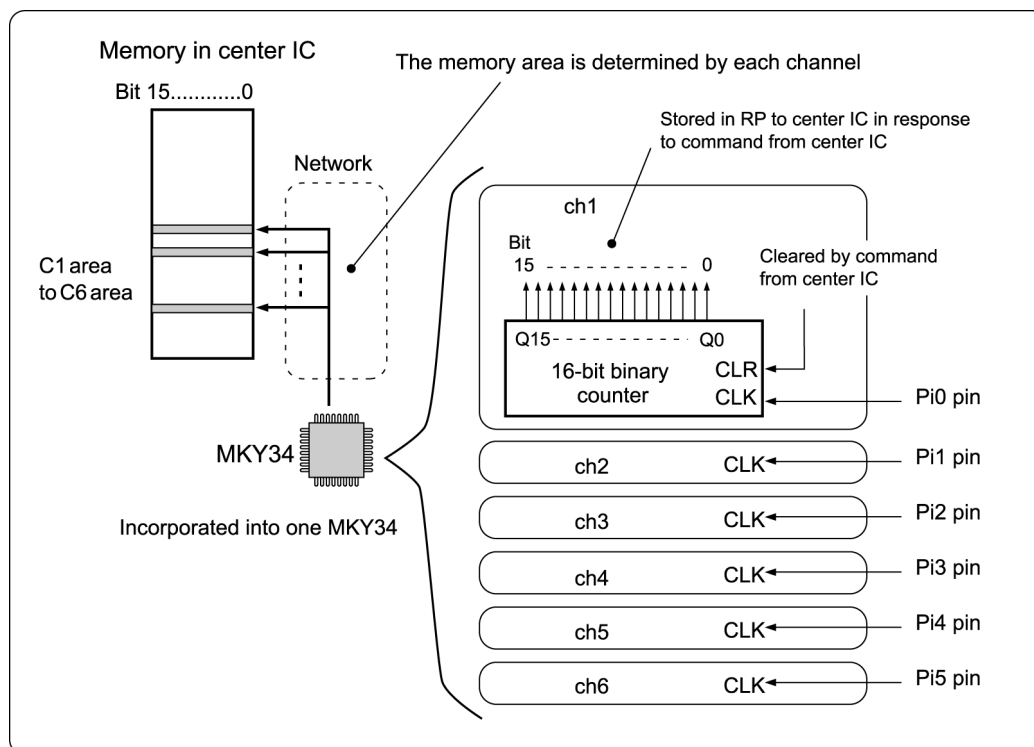 Memory in center IC
Bit 15............0
The memory area is determined by each channel
Stored in RP to center IC in response
to command from center IC
Network
ch1
Bit
15 - - - - - - - - - - - - - - - 0
Cleared by command
from center IC
C1 area
to C6 area
Q15 - - - - - - - - - - - Q0
16-bit binary
counter
CLR
CLK
Pi0 pin
MKY34
ch2 CLK Pi1 pin
Incorporated into one MKY34
ch3 CLK Pi2 pin
ch4 CLK Pi3 pin
ch5 CLK Pi4 pin
ch6 CLK Pi5 pin